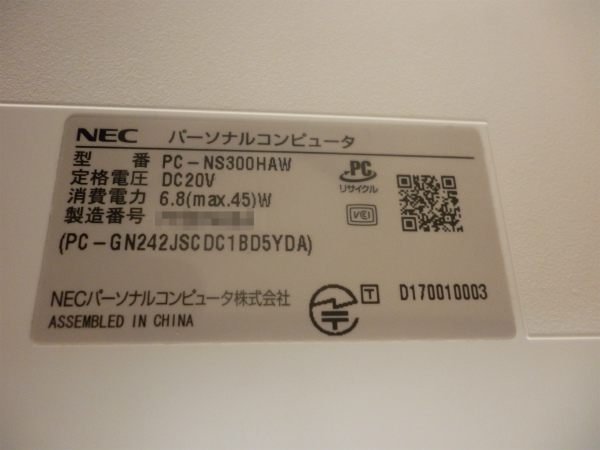 NEC パーソナルコンピュータ
型 番 PC-NS300HAW
定格電圧 DC20V
消費電力 6.8(max.45)W
製造番号
(PC-GN242JSCDC1BD5YDA)
PC
リサイクル
VCI
NECパーソナルコンピュータ株式会社
T D170010003
ASSEMBLED IN CHINA